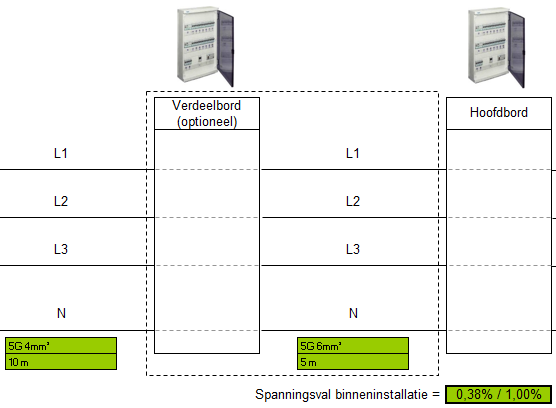 Verdeelbord
(optioneel)
Hoofdbord
L1
L1
L2
L2
L3
L3
N
N
5G 4mm²
10 m
5G 6mm²
5 m
Spanningsval binneninstallatie = 0,38% / 1,00%